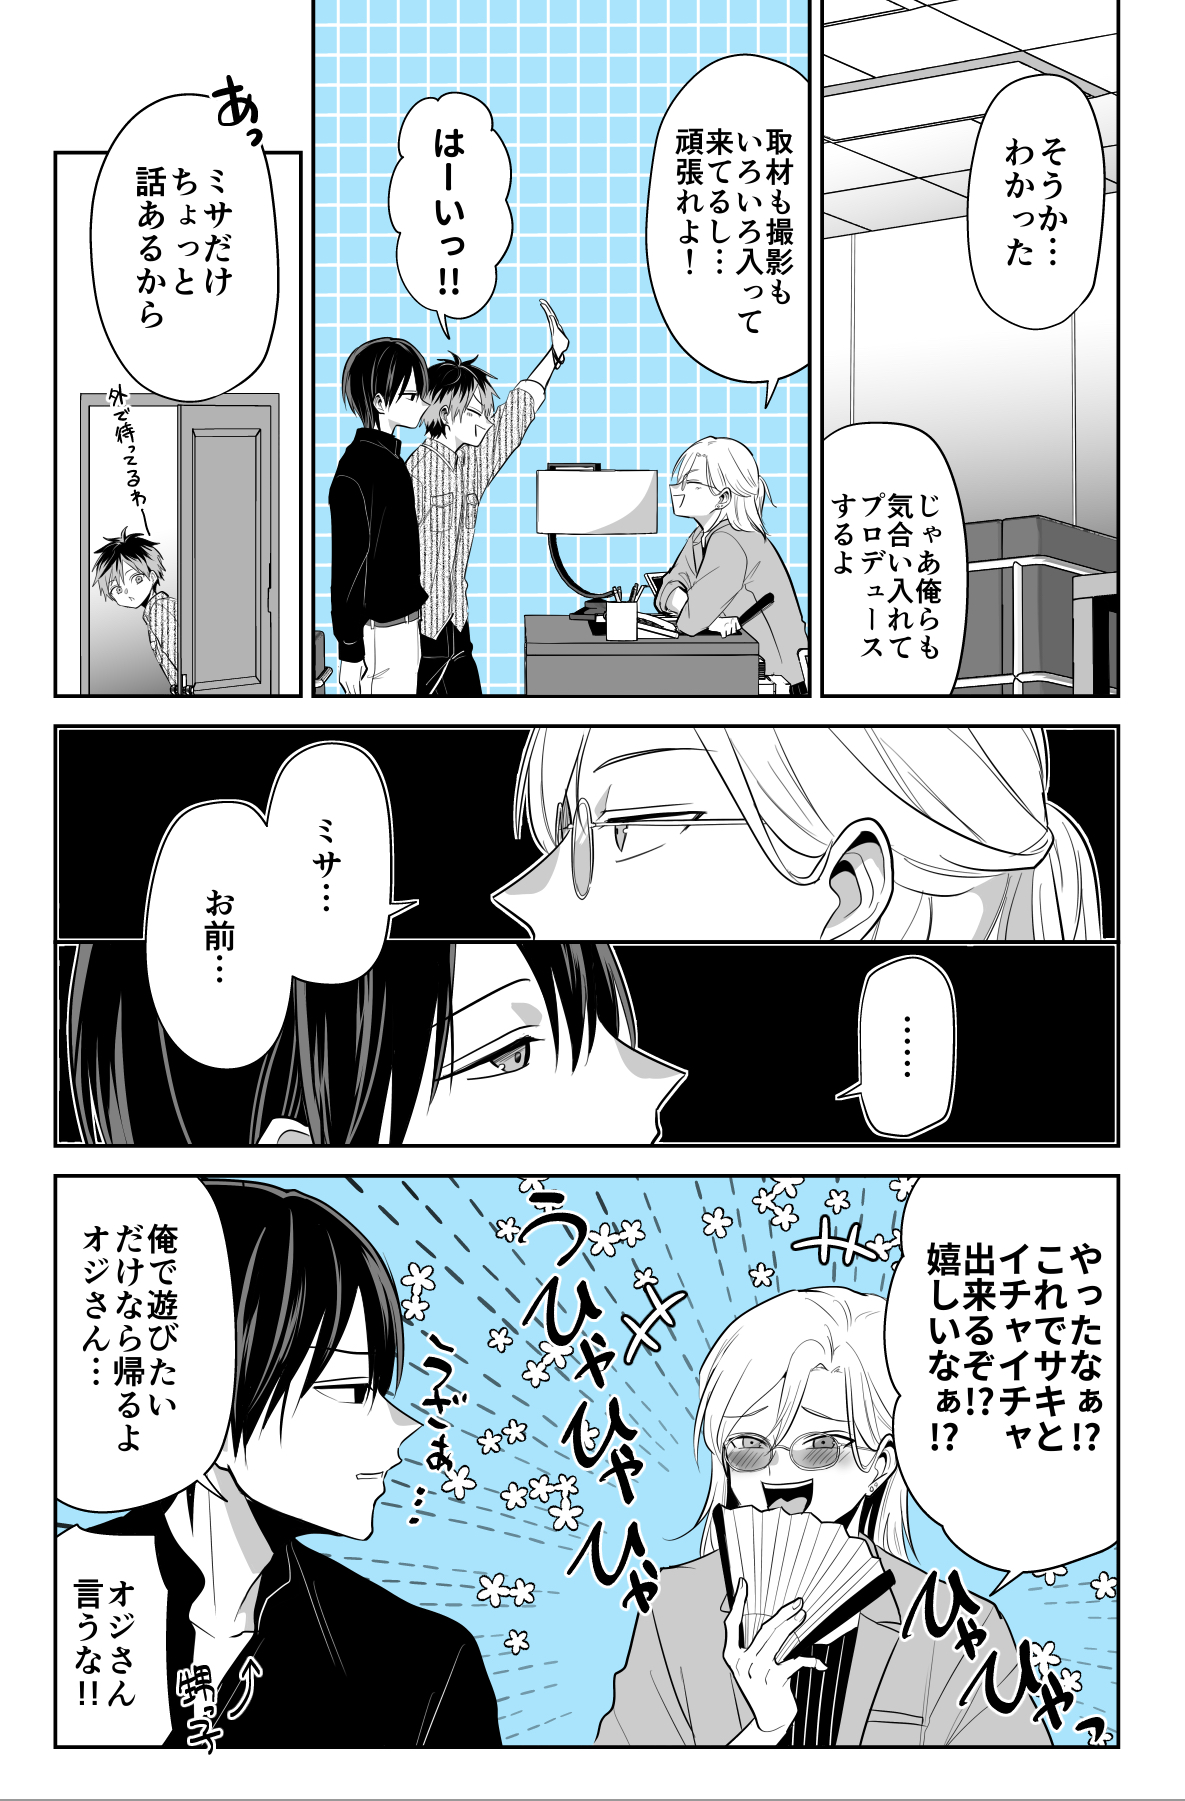 そうか…
わかった
じゃあ俺らも
気合い入れて
プロデュース
するよ
取材も撮影も
いろいろ入って
来てるし…
頑張れよ！
はーいっ!!
あっ
ミサだけ
ちょっと
話あるから
外で待ってるわー
ミサ…
お前…
……
やったなぁ!?
これでサキと
イチャイチャ
出来るぞ!?
嬉しいなぁ!?
うひゃひゃひゃ
ひゃひゃっ
うざぁ…
俺で遊びたい
だけなら帰るよ
オジさん…
オジさん
言うな!!
甥っ子